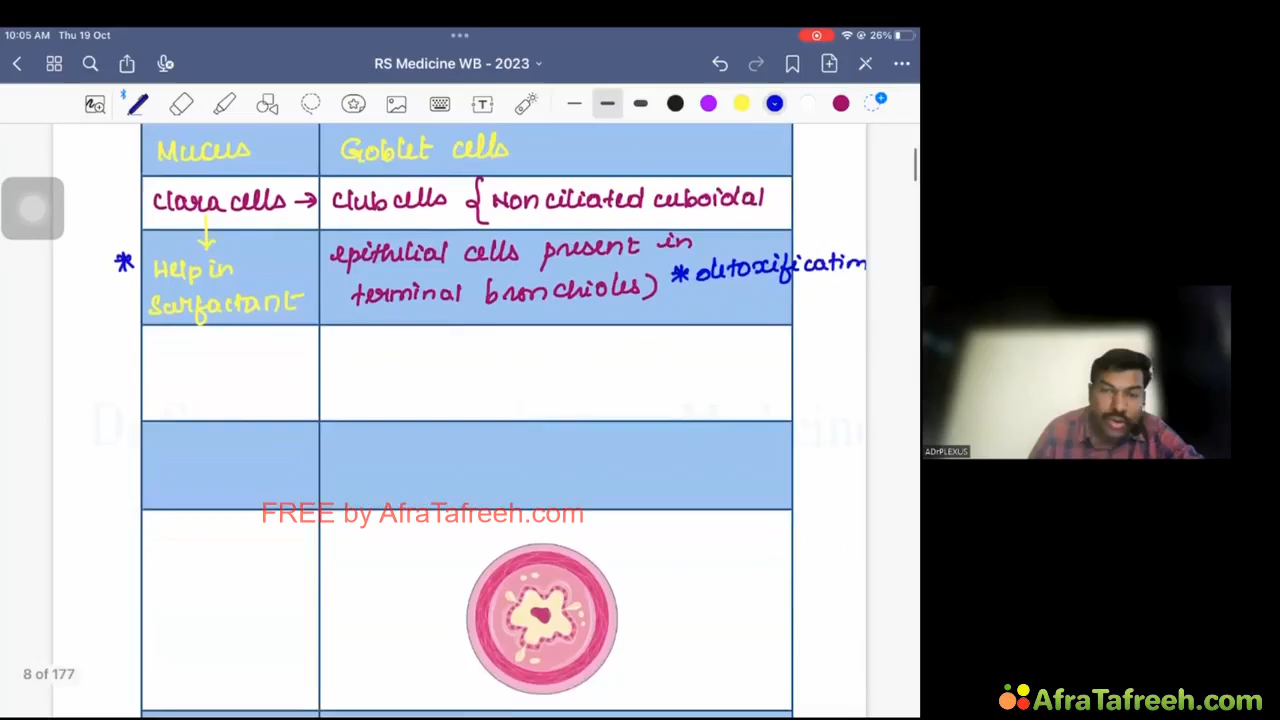 10:05 AM Thu 19 Oct
26%
RS Medicine WB - 2023
Mucus Goblet cells
clara cells → club cells { Non ciliated cuboidal
* Help in surfactant
epithelial cells present in
terminal bronchioles)
* detoxification
FREE by AfraTafreeh.com
ADrPLEXUS
8 of 177
AfraTafreeh.com